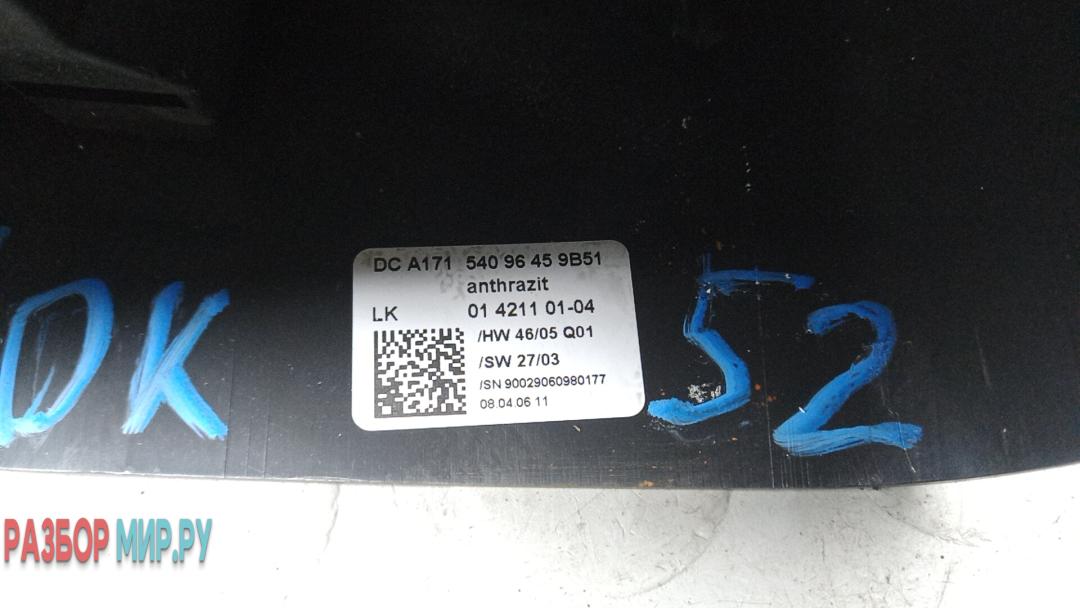 DC A171 540 96 45 9B51
anthrazit
LK 01 4211 01-04
/HW 46/05 Q01
/SW 27/03
/SN 90029060980177
08.04.06 11
DK
52
РАЗБОР МИР.РУ